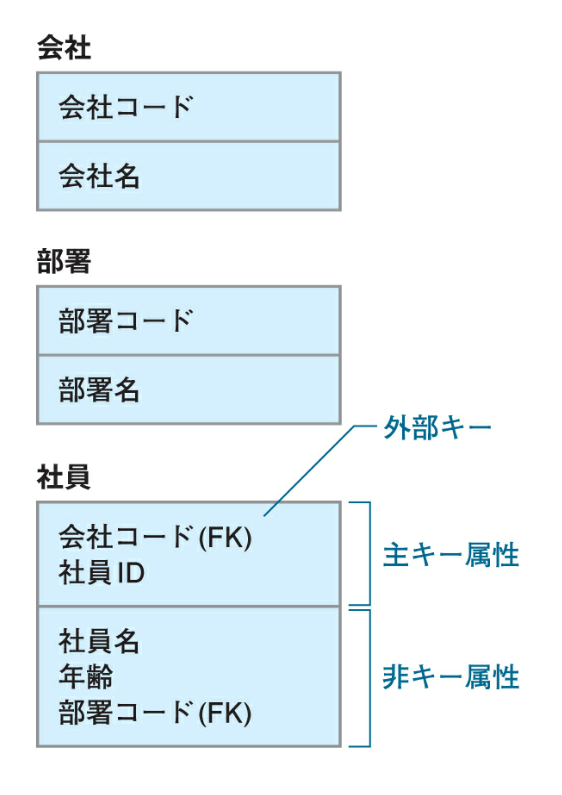 会社
会社コード
会社名
部署
部署コード
部署名
外部キー
社員
会社コード(FK)
社員ID
主キー属性
社員名
年齢
部署コード(FK)
非キー属性